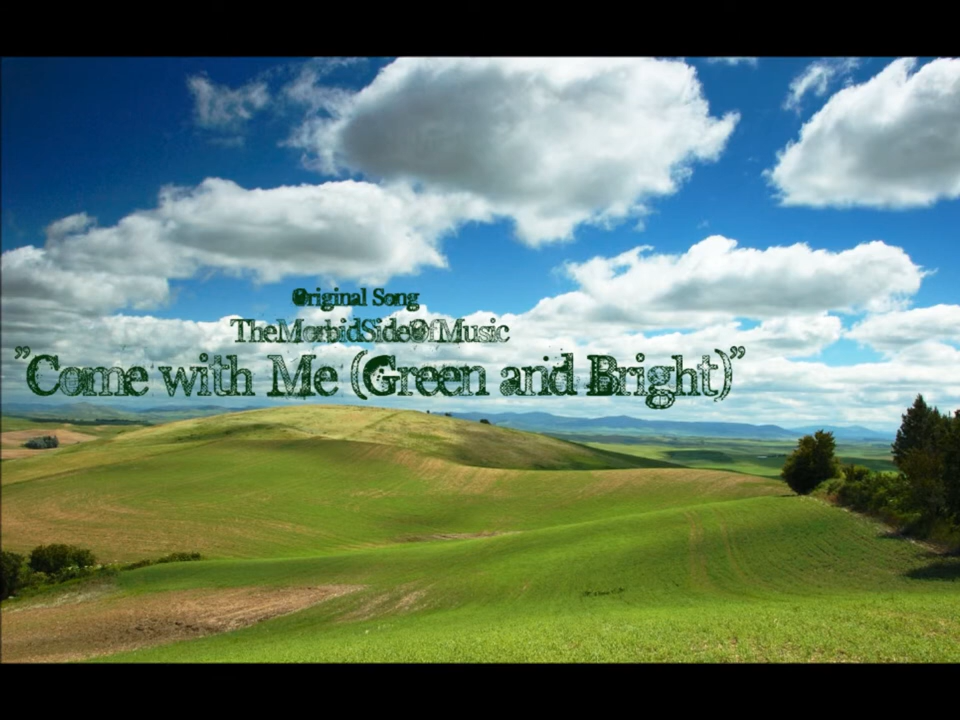 Original Song
TheMorbidSideOfMusic
"Come with Me (Green and Bright)"